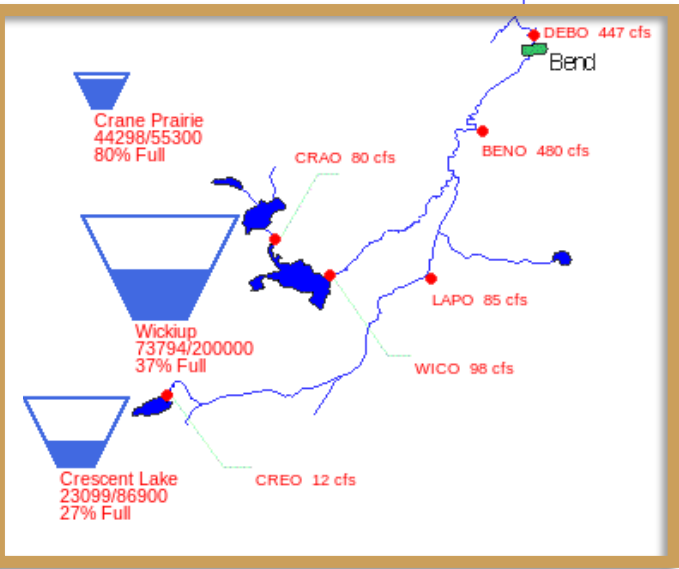 DEBO 447 cfs
Bend
Crane Prairie
44298/55300
80% Full
BENO 480 cfs
CRAO 80 cfs
LAPO 85 cfs
Wickiup
73794/200000
37% Full
WICO 98 cfs
Crescent Lake
23099/86900
27% Full
CREO 12 cfs